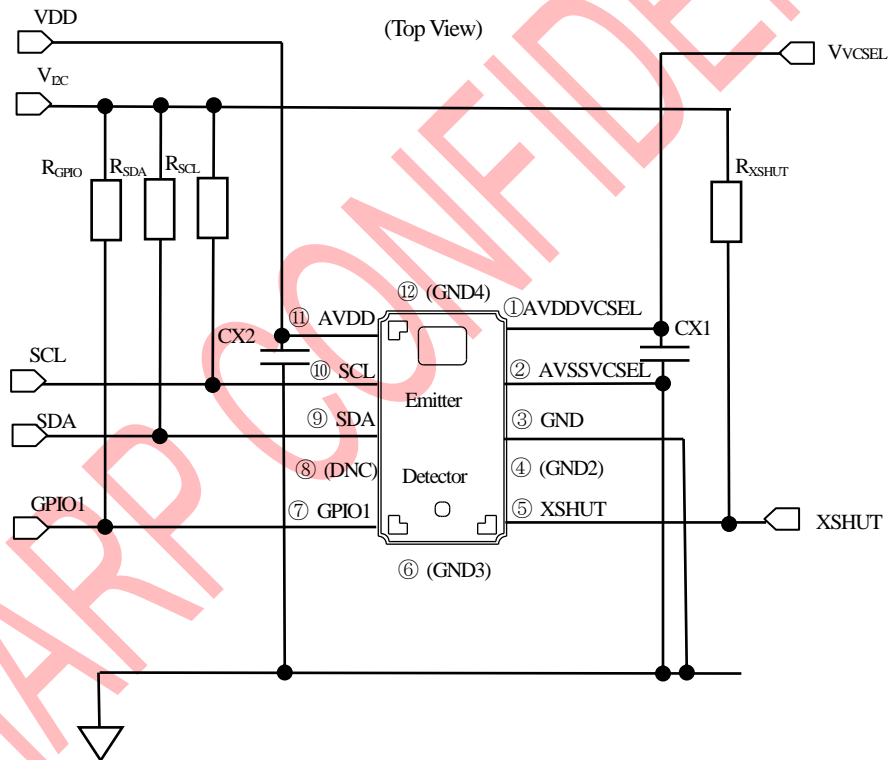 VDD
(Top View)
VVCSEL
VI2C
RGPIO
RSDA
RSCL
RXSHUT
⑫ (GND4)
⑪ AVDD
①AVDDVCSEL
CX2
CX1
SCL
⑩ SCL
② AVSSVCSEL
Emitter
SDA
⑨ SDA
③ GND
⑧ (DNC)
Detector
④ (GND2)
GPIO1
⑦ GPIO1
⑤ XSHUT
XSHUT
⑥ (GND3)
SHARP CONFIDE